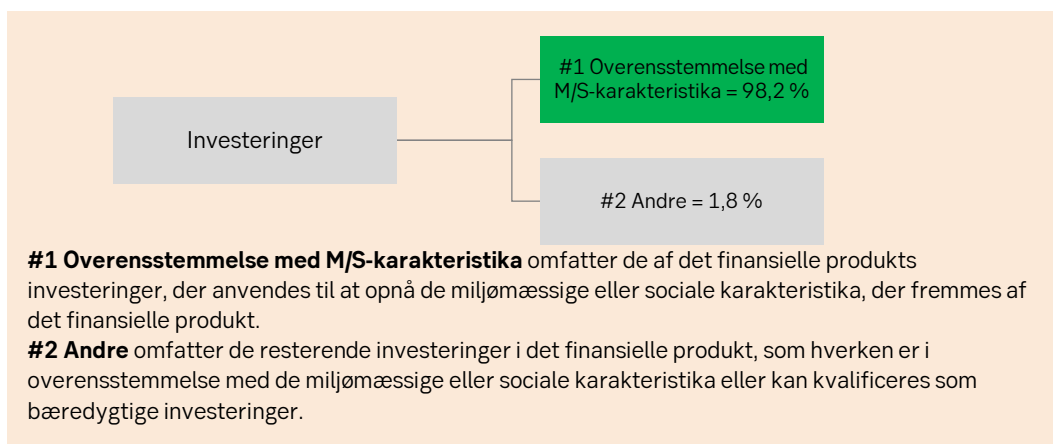 #1 Overensstemmelse med
M/S-karakteristika = 98,2 %
Investeringer
#2 Andre = 1,8 %
#1 Overensstemmelse med M/S-karakteristika omfatter de af det finansielle produkts
investeringer, der anvendes til at opnå de miljømæssige eller sociale karakteristika, der fremmes af
det finansielle produkt.
#2 Andre omfatter de resterende investeringer i det finansielle produkt, som hverken er i
overensstemmelse med de miljømæssige eller sociale karakteristika eller kan kvalificeres som
bæredygtige investeringer.